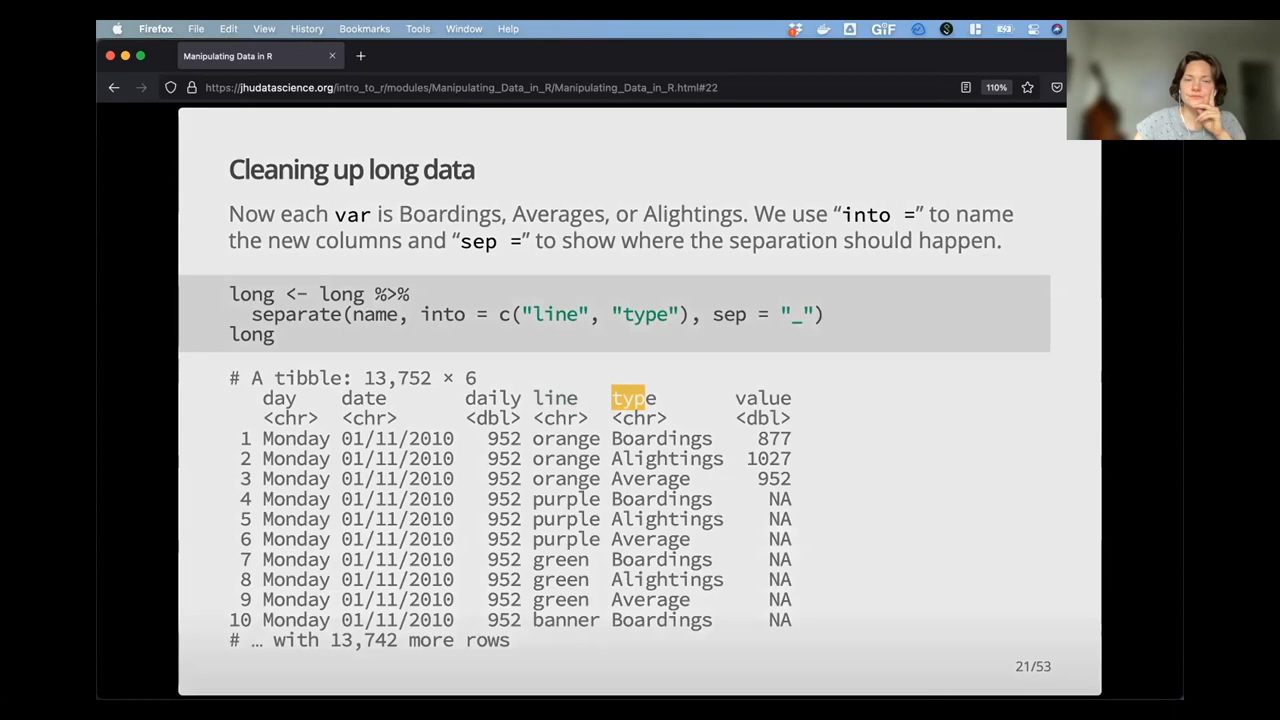 Firefox File Edit View History Bookmarks Tools Window Help
GIF
Manipulating Data in R
https://jhudatascience.org/intro_to_r/modules/Manipulating_Data_in_R/Manipulating_Data_in_R.html#22
110%
Cleaning up long data
Now each var is Boardings, Averages, or Alightings. We use “into =” to name
the new columns and “sep =” to show where the separation should happen.
long <- long %>%
separate(name, into = c("line", "type"), sep = "_")
long
# A tibble: 13,752 × 6
day date daily line type value
<chr> <chr> <dbl> <chr> <chr> <dbl>
1 Monday 01/11/2010 952 orange Boardings 877
2 Monday 01/11/2010 952 orange Alightings 1027
3 Monday 01/11/2010 952 orange Average 952
4 Monday 01/11/2010 952 purple Boardings NA
5 Monday 01/11/2010 952 purple Alightings NA
6 Monday 01/11/2010 952 purple Average NA
7 Monday 01/11/2010 952 green Boardings NA
8 Monday 01/11/2010 952 green Alightings NA
9 Monday 01/11/2010 952 green Average NA
10 Monday 01/11/2010 952 banner Boardings NA
# … with 13,742 more rows
21/53